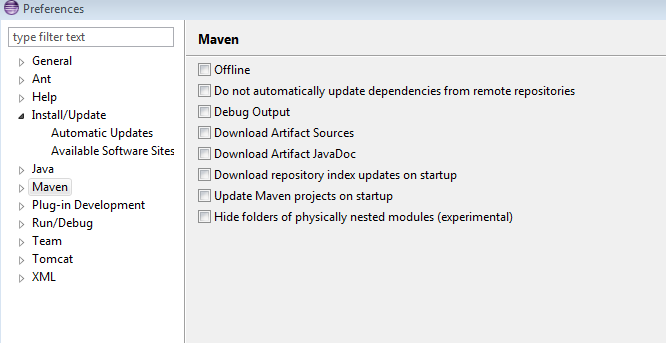 Preferences
type filter text
General
Ant
Help
Install/Update
Automatic Updates
Available Software Sites
Java
Maven
Plug-in Development
Run/Debug
Team
Tomcat
XML
Maven
Offline
Do not automatically update dependencies from remote repositories
Debug Output
Download Artifact Sources
Download Artifact JavaDoc
Download repository index updates on startup
Update Maven projects on startup
Hide folders of physically nested modules (experimental)